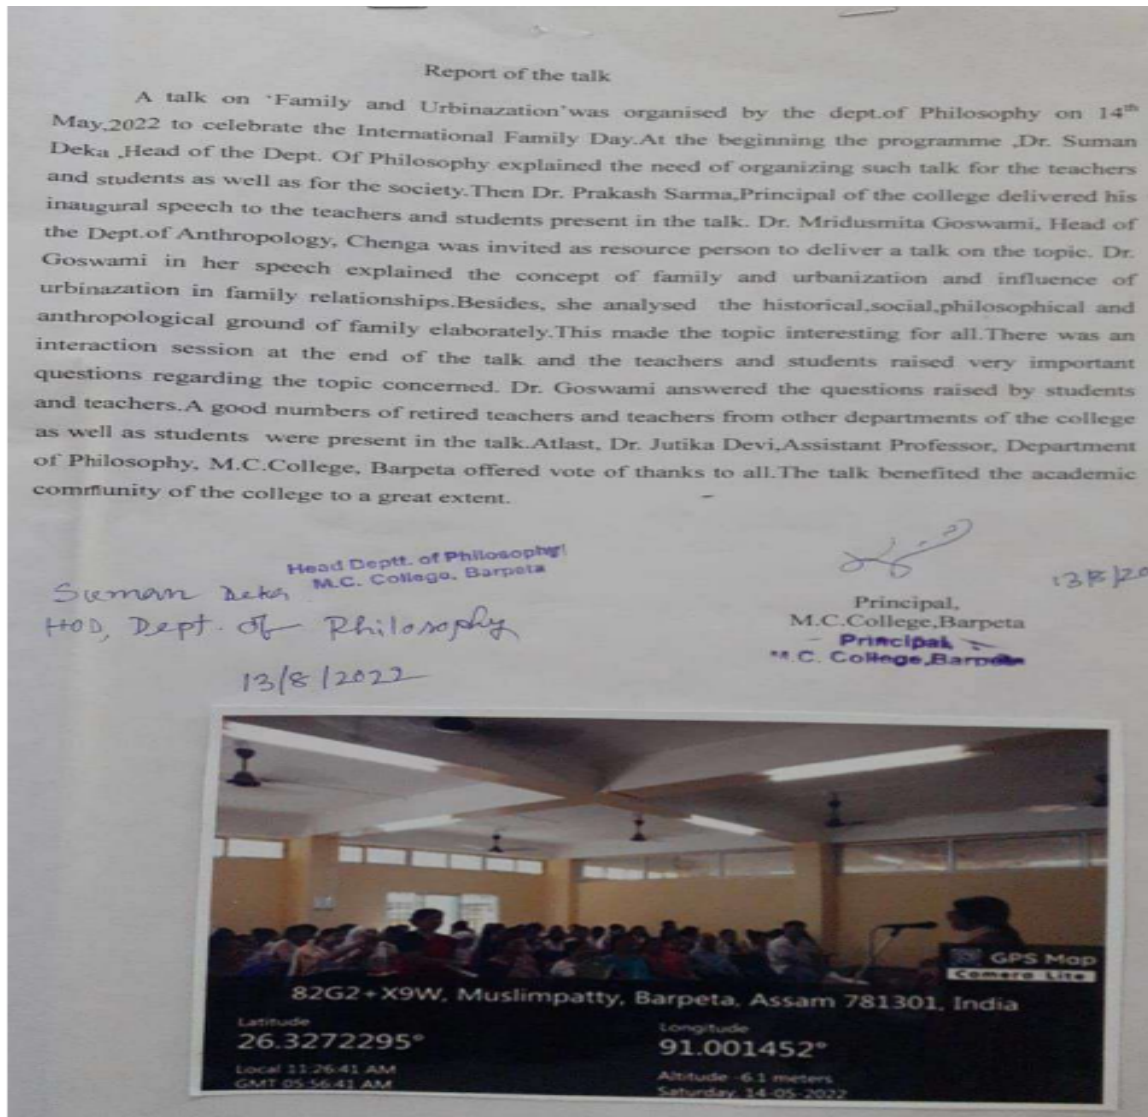 Report of the talk
A talk on ‘Family and Urbinazation’was organised by the dept.of Philosophy on 14th
May,2022 to celebrate the International Family Day.At the beginning the programme ,Dr. Suman
Deka ,Head of the Dept. Of Philosophy explained the need of organizing such talk for the teachers
and students as well as for the society.Then Dr. Prakash Sarma,Principal of the college delivered his
inaugural speech to the teachers and students present in the talk. Dr. Mridusmita Goswami, Head of
the Dept.of Anthropology, Chenga was invited as resource person to deliver a talk on the topic. Dr.
Goswami in her speech explained the concept of family and urbanization and influence of
urbinazation in family relationships.Besides, she analysed the historical,social,philosophical and
anthropological ground of family elaborately.This made the topic interesting for all.There was an
interaction session at the end of the talk and the teachers and students raised very important
questions regarding the topic concerned. Dr. Goswami answered the questions raised by students
and teachers.A good numbers of retired teachers and teachers from other departments of the college
as well as students were present in the talk.Atlast, Dr. Jutika Devi,Assistant Professor, Department
of Philosophy, M.C.College, Barpeta offered vote of thanks to all.The talk benefited the academic
community of the college to a great extent.
Head Deptt. of Philosophy
M.C. College, Barpeta
Suman Deka
HOD, Dept. of Philosophy
13/8/2022
13/8/20
Principal,
M.C.College,Barpeta
Principal
M.C. College,Barpeta
GPS Map
Camera Lite
82G2+X9W, Muslimpatty, Barpeta, Assam 781301, India
Latitude
26.3272295°
Longitude
91.001452°
Local 11:26:41 AM
GMT 05:56:41 AM
Altitude -6.1 meters
Saturday, 14-05-2022